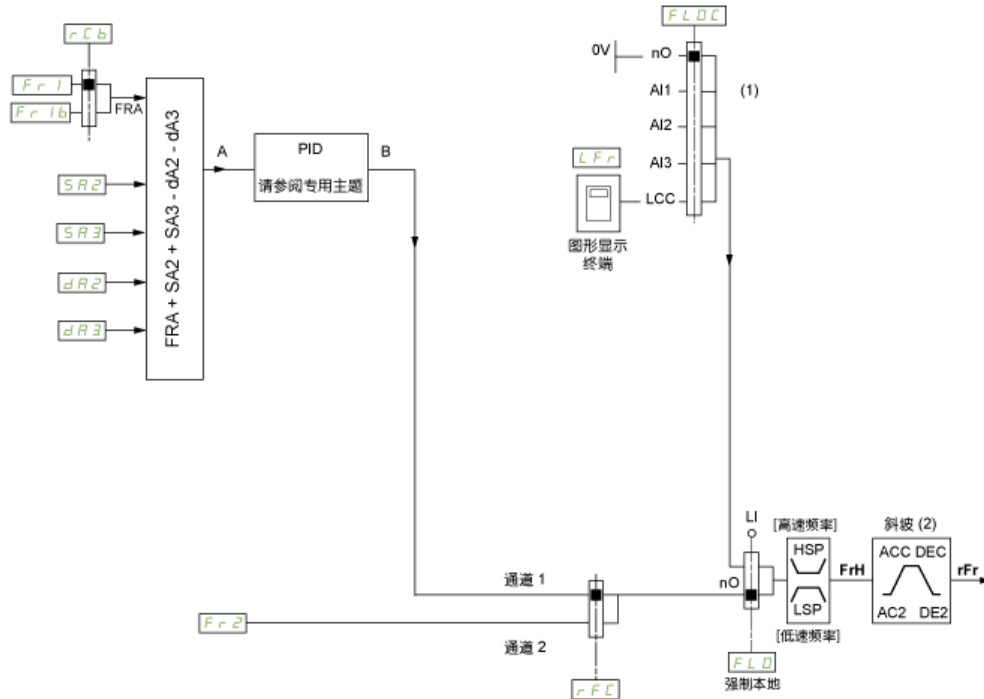 rCb
FLOC
Fr1
Fr1b
FRA
SA2
SA3
dA2
dA3
FRA + SA2 + SA3 - dA2 - dA3
A
PID
请参阅专用主题
B
0V
nO
AI1
AI2
AI3
LCC
(1)
LFr
图形显示
终端
通道 1
Fr2
通道 2
rFC
LI
nO
FLO
强制本地
[高速频率]
HSP
LSP
[低速频率]
FrH
斜坡 (2)
ACC DEC
AC2 DE2
rFr